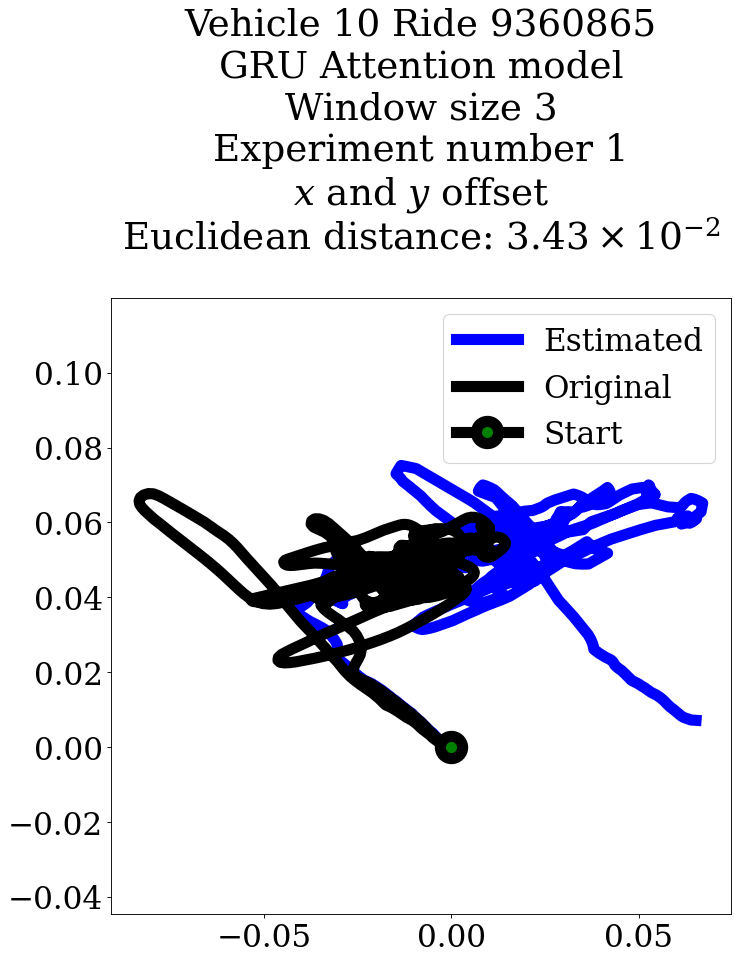 Vehicle 10 Ride 9360865
GRU Attention model
Window size 3
Experiment number 1
x and y offset
Euclidean distance: 3.43 × 10⁻²
Estimated
Original
Start
0.10
0.08
0.06
0.04
0.02
0.00
−0.02
−0.04
−0.05 0.00 0.05